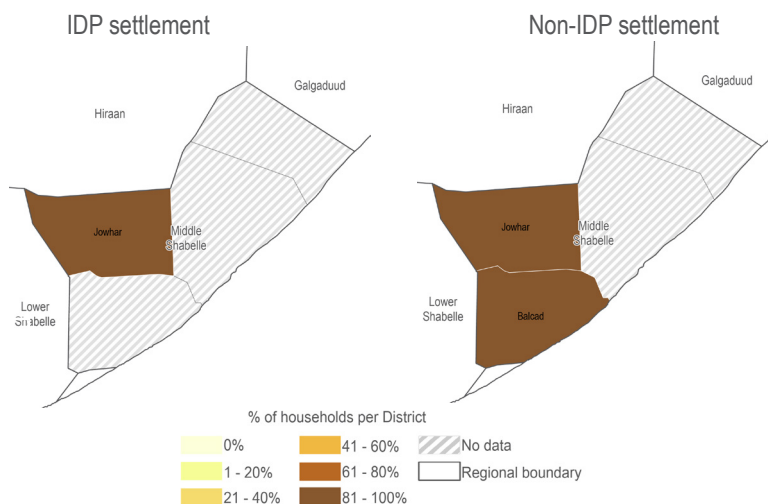 IDP settlement
Non-IDP settlement
Galgaduud
Hiraan
Jowhar
Middle
Shabelle
Lower
Shabelle
Galgaduud
Hiraan
Jowhar
Middle
Shabelle
Lower
Shabelle
Balcad
% of households per District
0%
1 - 20%
21 - 40%
41 - 60%
61 - 80%
81 - 100%
No data
Regional boundary